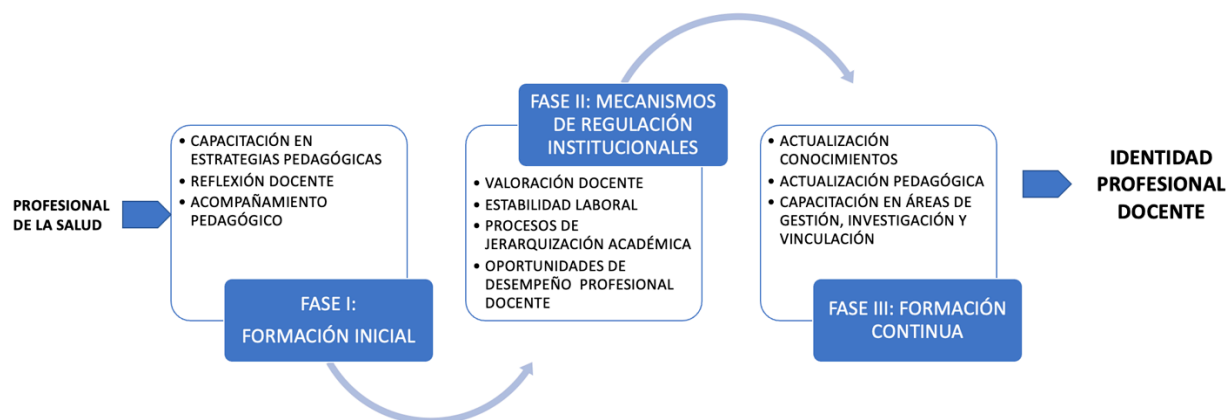 PROFESIONAL
DE LA SALUD
• CAPACITACIÓN EN
ESTRATEGIAS PEDAGÓGICAS
• REFLEXIÓN DOCENTE
• ACOMPAÑAMIENTO
PEDAGÓGICO
FASE I:
FORMACIÓN INICIAL
FASE II: MECANISMOS
DE REGULACIÓN
INSTITUCIONALES
• VALORACIÓN DOCENTE
• ESTABILIDAD LABORAL
• PROCESOS DE
JERARQUIZACIÓN ACADÉMICA
• OPORTUNIDADES DE
DESEMPEÑO PROFESIONAL
DOCENTE
• ACTUALIZACIÓN
CONOCIMIENTOS
• ACTUALIZACIÓN PEDAGÓGICA
• CAPACITACIÓN EN ÁREAS DE
GESTIÓN, INVESTIGACIÓN Y
VINCULACIÓN
FASE III: FORMACIÓN
CONTINUA
IDENTIDAD
PROFESIONAL
DOCENTE